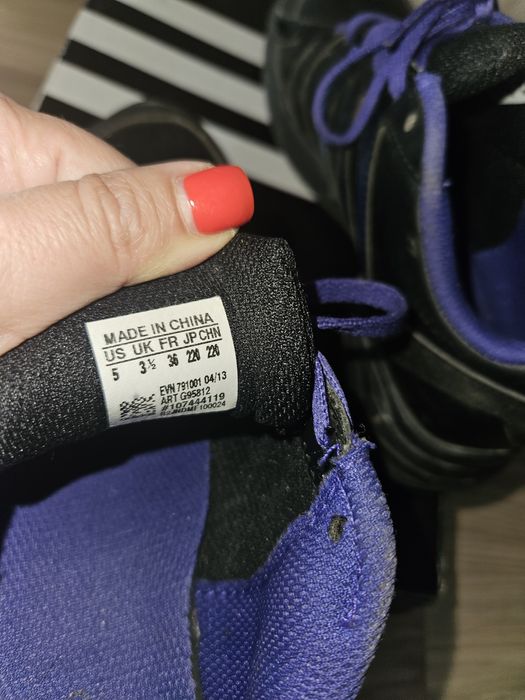 MADE IN CHINA
US UK FR JP CHN
5 3½ 36 220 220
EVN 791001 04/13
ART G95812
#107444119